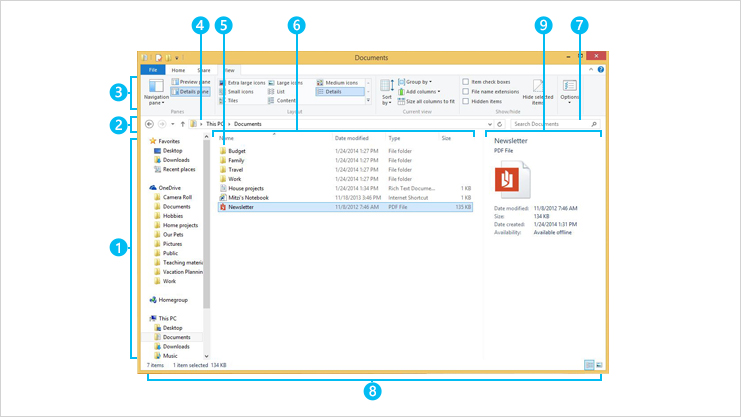 4 5 6 9 7
Documents
File Home Share View
Navigation pane
Preview pane
Details pane
Panes
Extra large icons Large icons Medium icons
Small icons List Details
Tiles Content
Layout
Sort by
Group by
Add columns
Size all columns to fit
Current view
Item check boxes
File name extensions
Hidden items
Hide selected items
Show/hide
Options
3
2
This PC Documents
Search Documents
1
Favorites
Desktop
Downloads
Recent places
OneDrive
Camera Roll
Documents
Hobbies
Home projects
Our Pets
Pictures
Public
Teaching materia
Vacation Plannin
Work
Homegroup
This PC
Desktop
Documents
Downloads
Music
Name Date modified Type Size
Budget 1/24/2014 1:27 PM File folder
Family 1/24/2014 1:27 PM File folder
Travel 1/24/2014 1:27 PM File folder
Work 1/24/2014 1:27 PM File folder
House projects 1/24/2014 1:34 PM Rich Text Docume... 1 KB
Mitzi's Notebook 11/18/2013 3:46 PM Internet Shortcut 1 KB
Newsletter 11/8/2012 7:46 AM PDF File 135 KB
Newsletter
PDF File
Date modified: 11/8/2012 7:46 AM
Size: 134 KB
Date created: 1/24/2014 1:31 PM
Availability: Available offline
7 items 1 item selected 134 KB
8